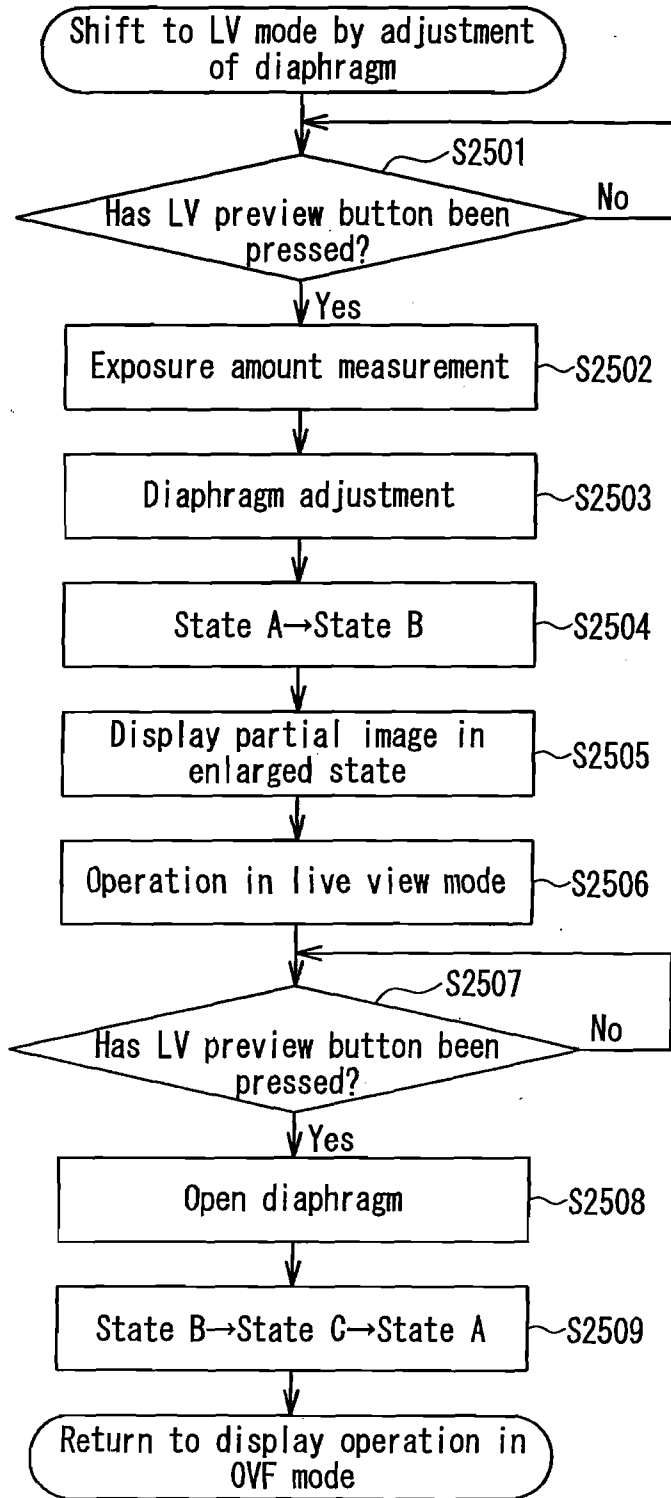 Shift to LV mode by adjustment
of diaphragm
S2501
Has LV preview button been
pressed?
No
Yes
Exposure amount measurement
S2502
Diaphragm adjustment
S2503
State A→State B
S2504
Display partial image in
enlarged state
S2505
Operation in live view mode
S2506
S2507
Has LV preview button been
pressed?
No
Yes
Open diaphragm
S2508
State B→State C→State A
S2509
Return to display operation in
OVF mode